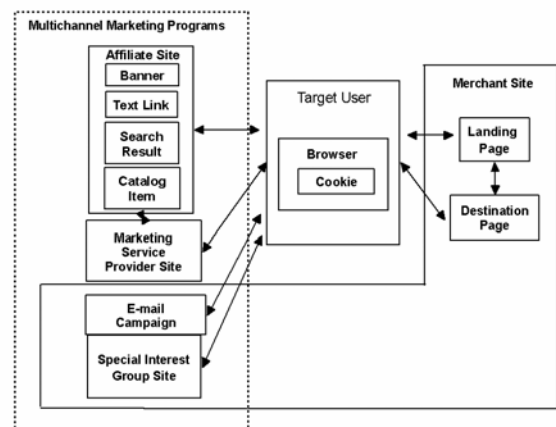 Multichannel Marketing Programs
Affiliate Site
Banner
Text Link
Search
Result
Catalog
Item
Marketing
Service
Provider Site
E-mail
Campaign
Special Interest
Group Site
Target User
Browser
Cookie
Merchant Site
Landing
Page
Destination
Page